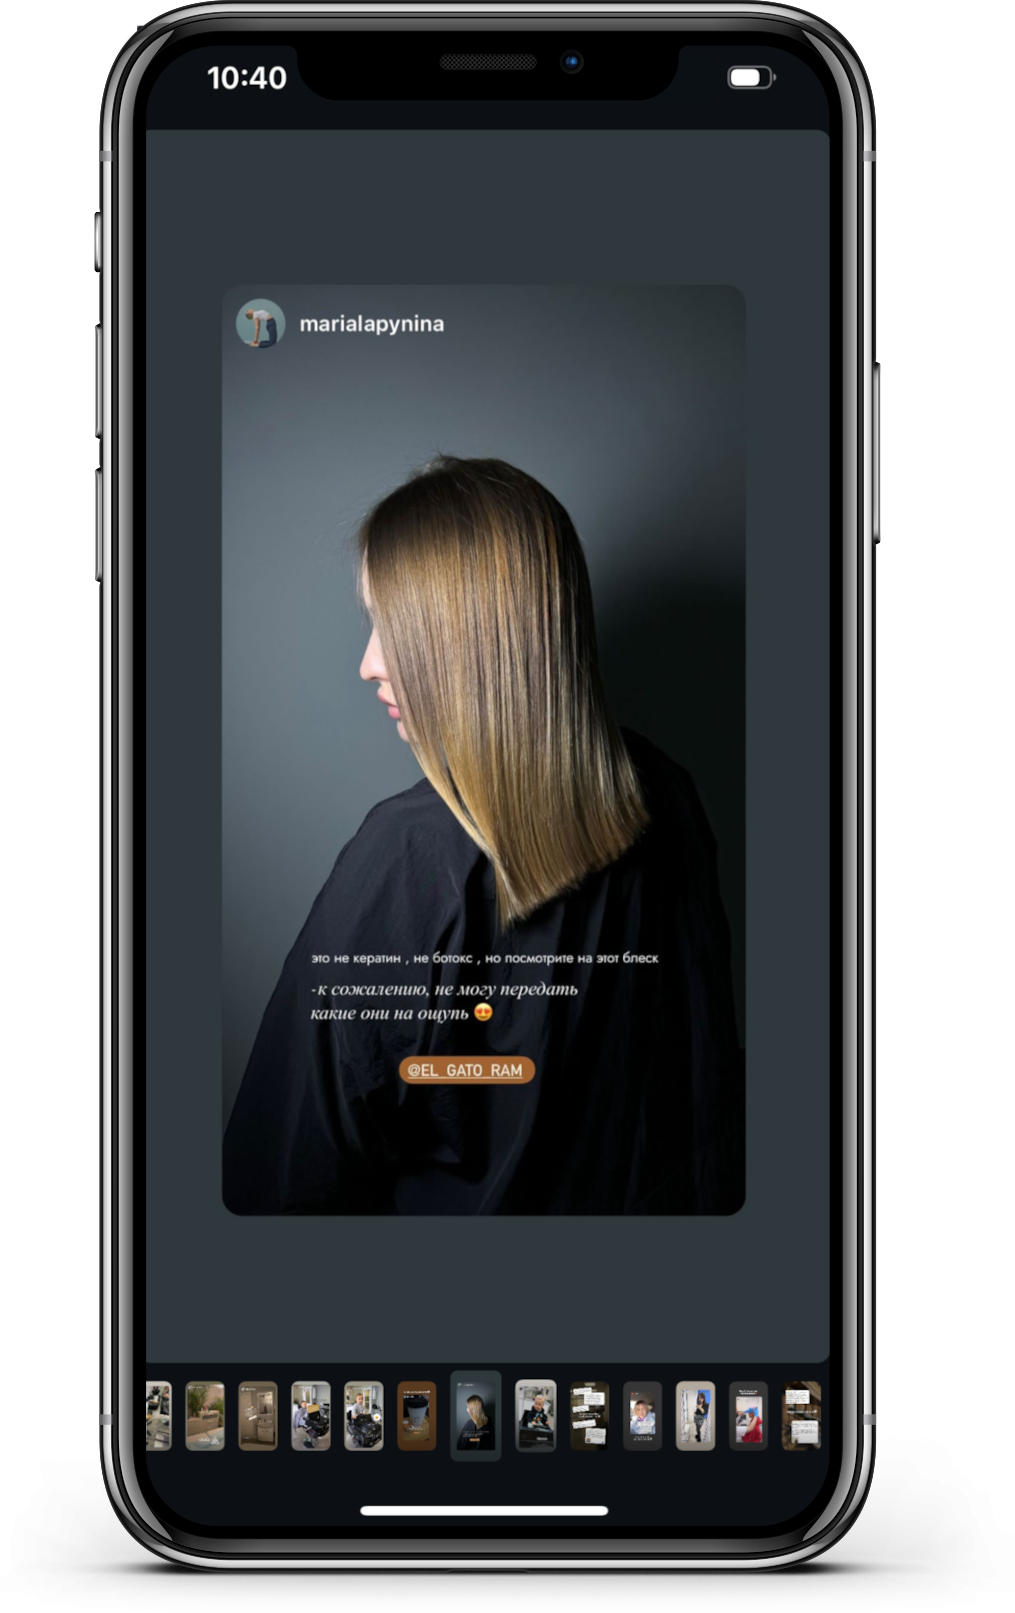 10:40
marialapynina
это не кератин , не ботокс , но посмотрите на этот блеск
-к сожалению, не могу передать
какие они на ощупь 😍
@EL_GATO_RAM